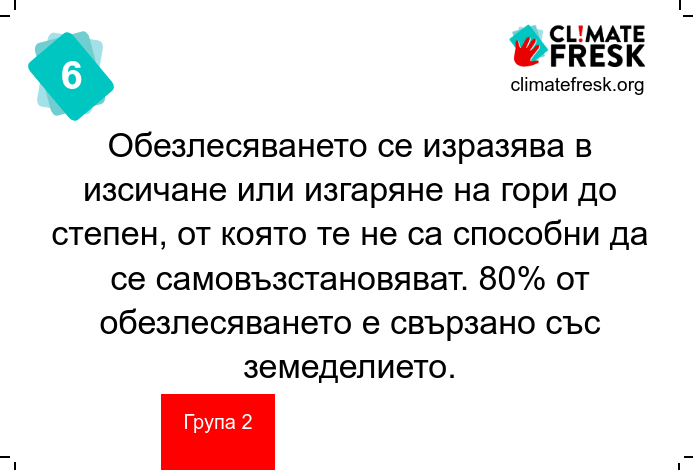 6
CL!MATE
FRESK
climatefresk.org
Обезлесяването се изразява в
изсичане или изгаряне на гори до
степен, от която те не са способни да
се самовъзстановяват. 80% от
обезлесяването е свързано със
земеделието.
Група 2